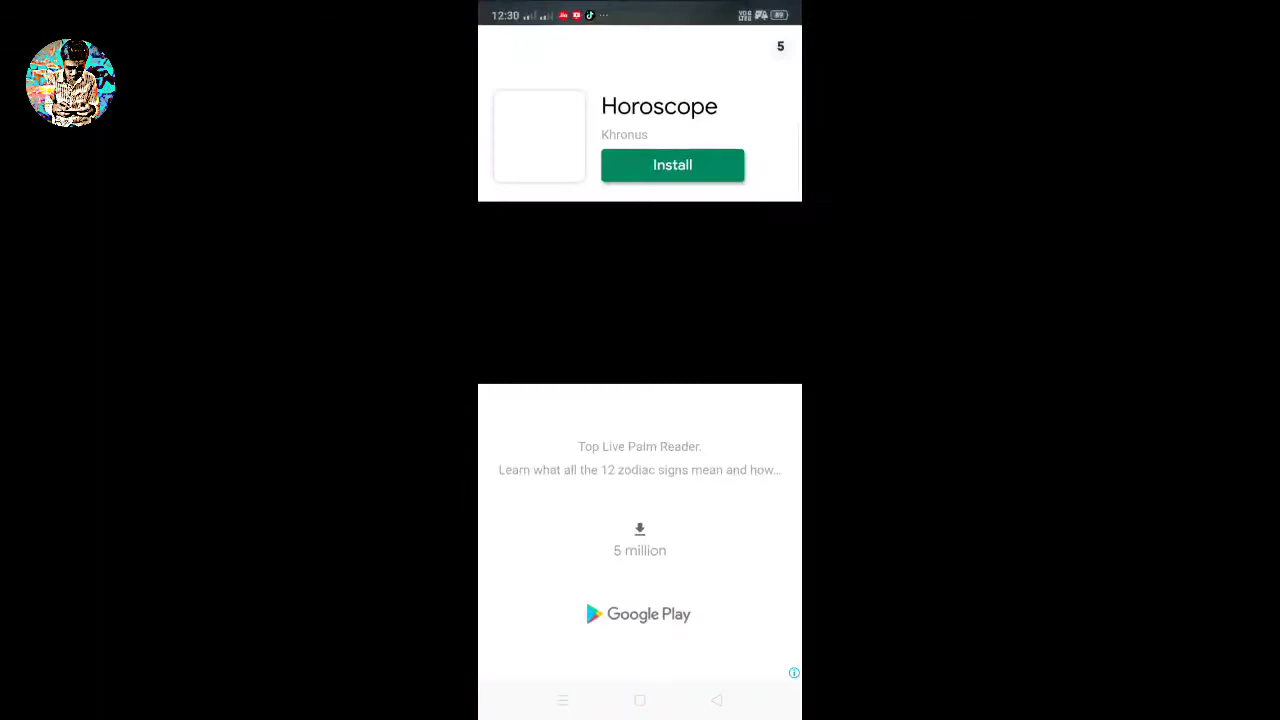 12:30
5
Horoscope
Khronus
Install
Top Live Palm Reader.
Learn what all the 12 zodiac signs mean and how...
5 million
Google Play